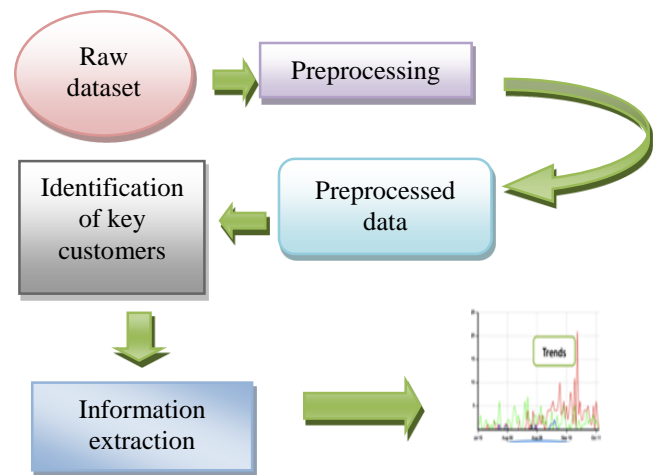 Raw
dataset
Preprocessing
Identification
of key
customers
Preprocessed
data
Information
extraction
Trends